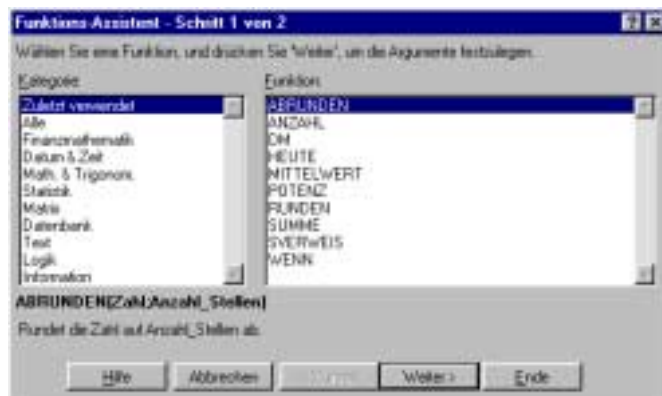 Funktions-Assistent - Schritt 1 von 2
Wählen Sie eine Funktion, und drücken Sie 'Weiter', um die Argumente festzulegen.
Kategorie:
Zuletzt verwendet
Alle
Finanzmathematik
Datum & Zeit
Math. & Trigonom.
Statistik
Matrix
Datenbank
Text
Logik
Information
Funktion:
ABRUNDEN
ANZAHL
DM
HEUTE
MITTELWERT
POTENZ
RUNDEN
SUMME
SVERWEIS
WENN
ABRUNDEN(Zahl;Anzahl_Stellen)
Rundet die Zahl auf Anzahl_Stellen ab.
Hilfe
Abbrechen
Weiter >
Ende